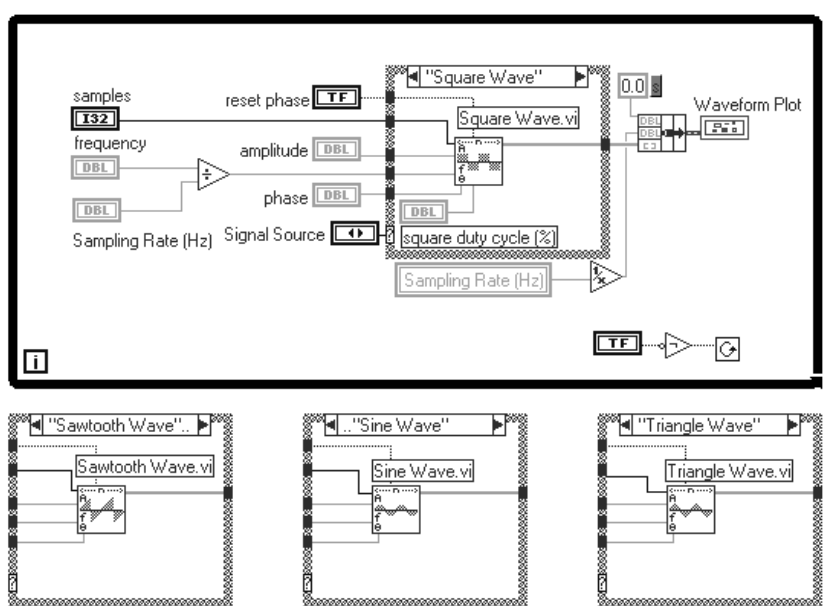 "Square Wave"
samples
reset phase TF
0.0 s
I32
Square Wave.vi
Waveform Plot
frequency
DBL
DBL
DBL
amplitude DBL
A
f
θ
DBL
phase DBL
DBL
DBL
Sampling Rate (Hz)
Signal Source
?
square duty cycle (%)
Sampling Rate (Hz)
1/x
TF
i
"Sawtooth Wave"..
.."Sine Wave"
"Triangle Wave"
Sawtooth Wave.vi
Sine Wave.vi
Triangle Wave.vi
A
f
θ
A
f
θ
A
f
θ
?
?
?